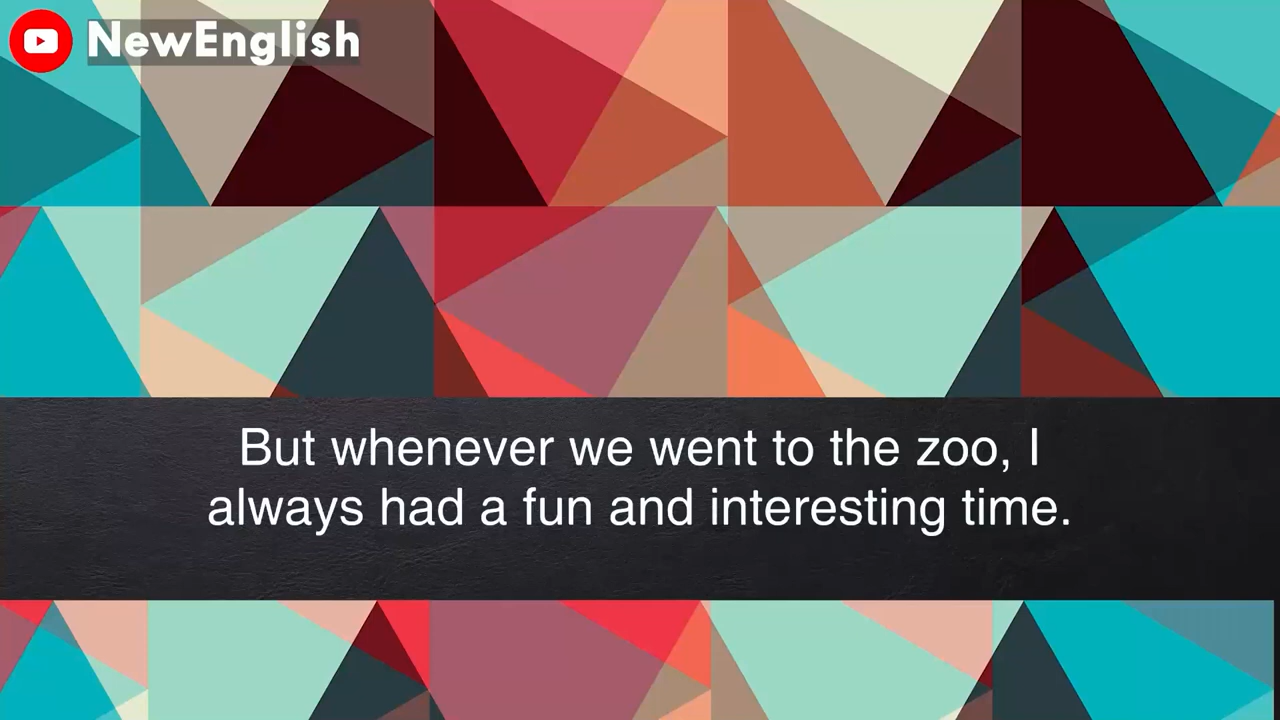 NewEnglish
But whenever we went to the zoo, I
always had a fun and interesting time.